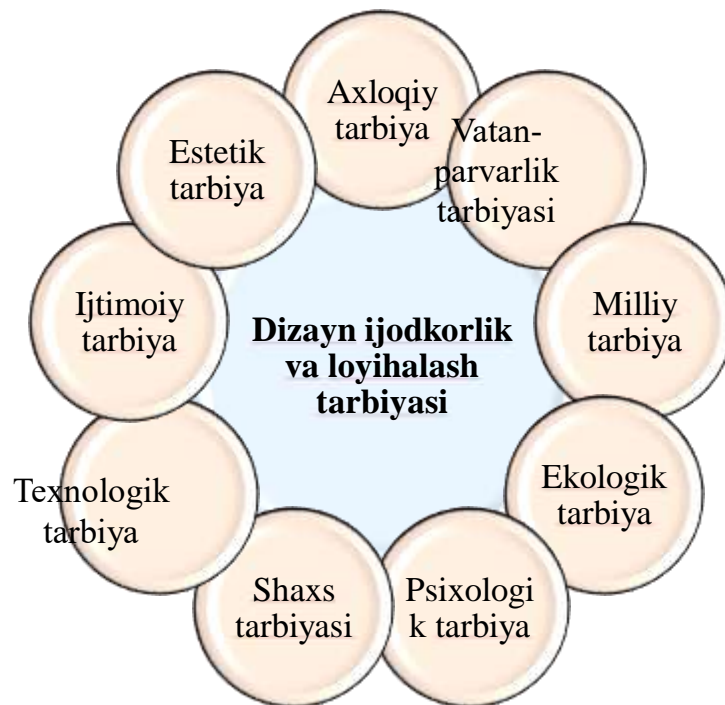 Axloqiy
tarbiya
Vatan-
parvarlik
tarbiyasi
Milliy
tarbiya
Ekologik
tarbiya
Psixologi
k tarbiya
Shaxs
tarbiyasi
Texnologik
tarbiya
Ijtimoiy
tarbiya
Estetik
tarbiya
Dizayn ijodkorlik
va loyihalash
tarbiyasi